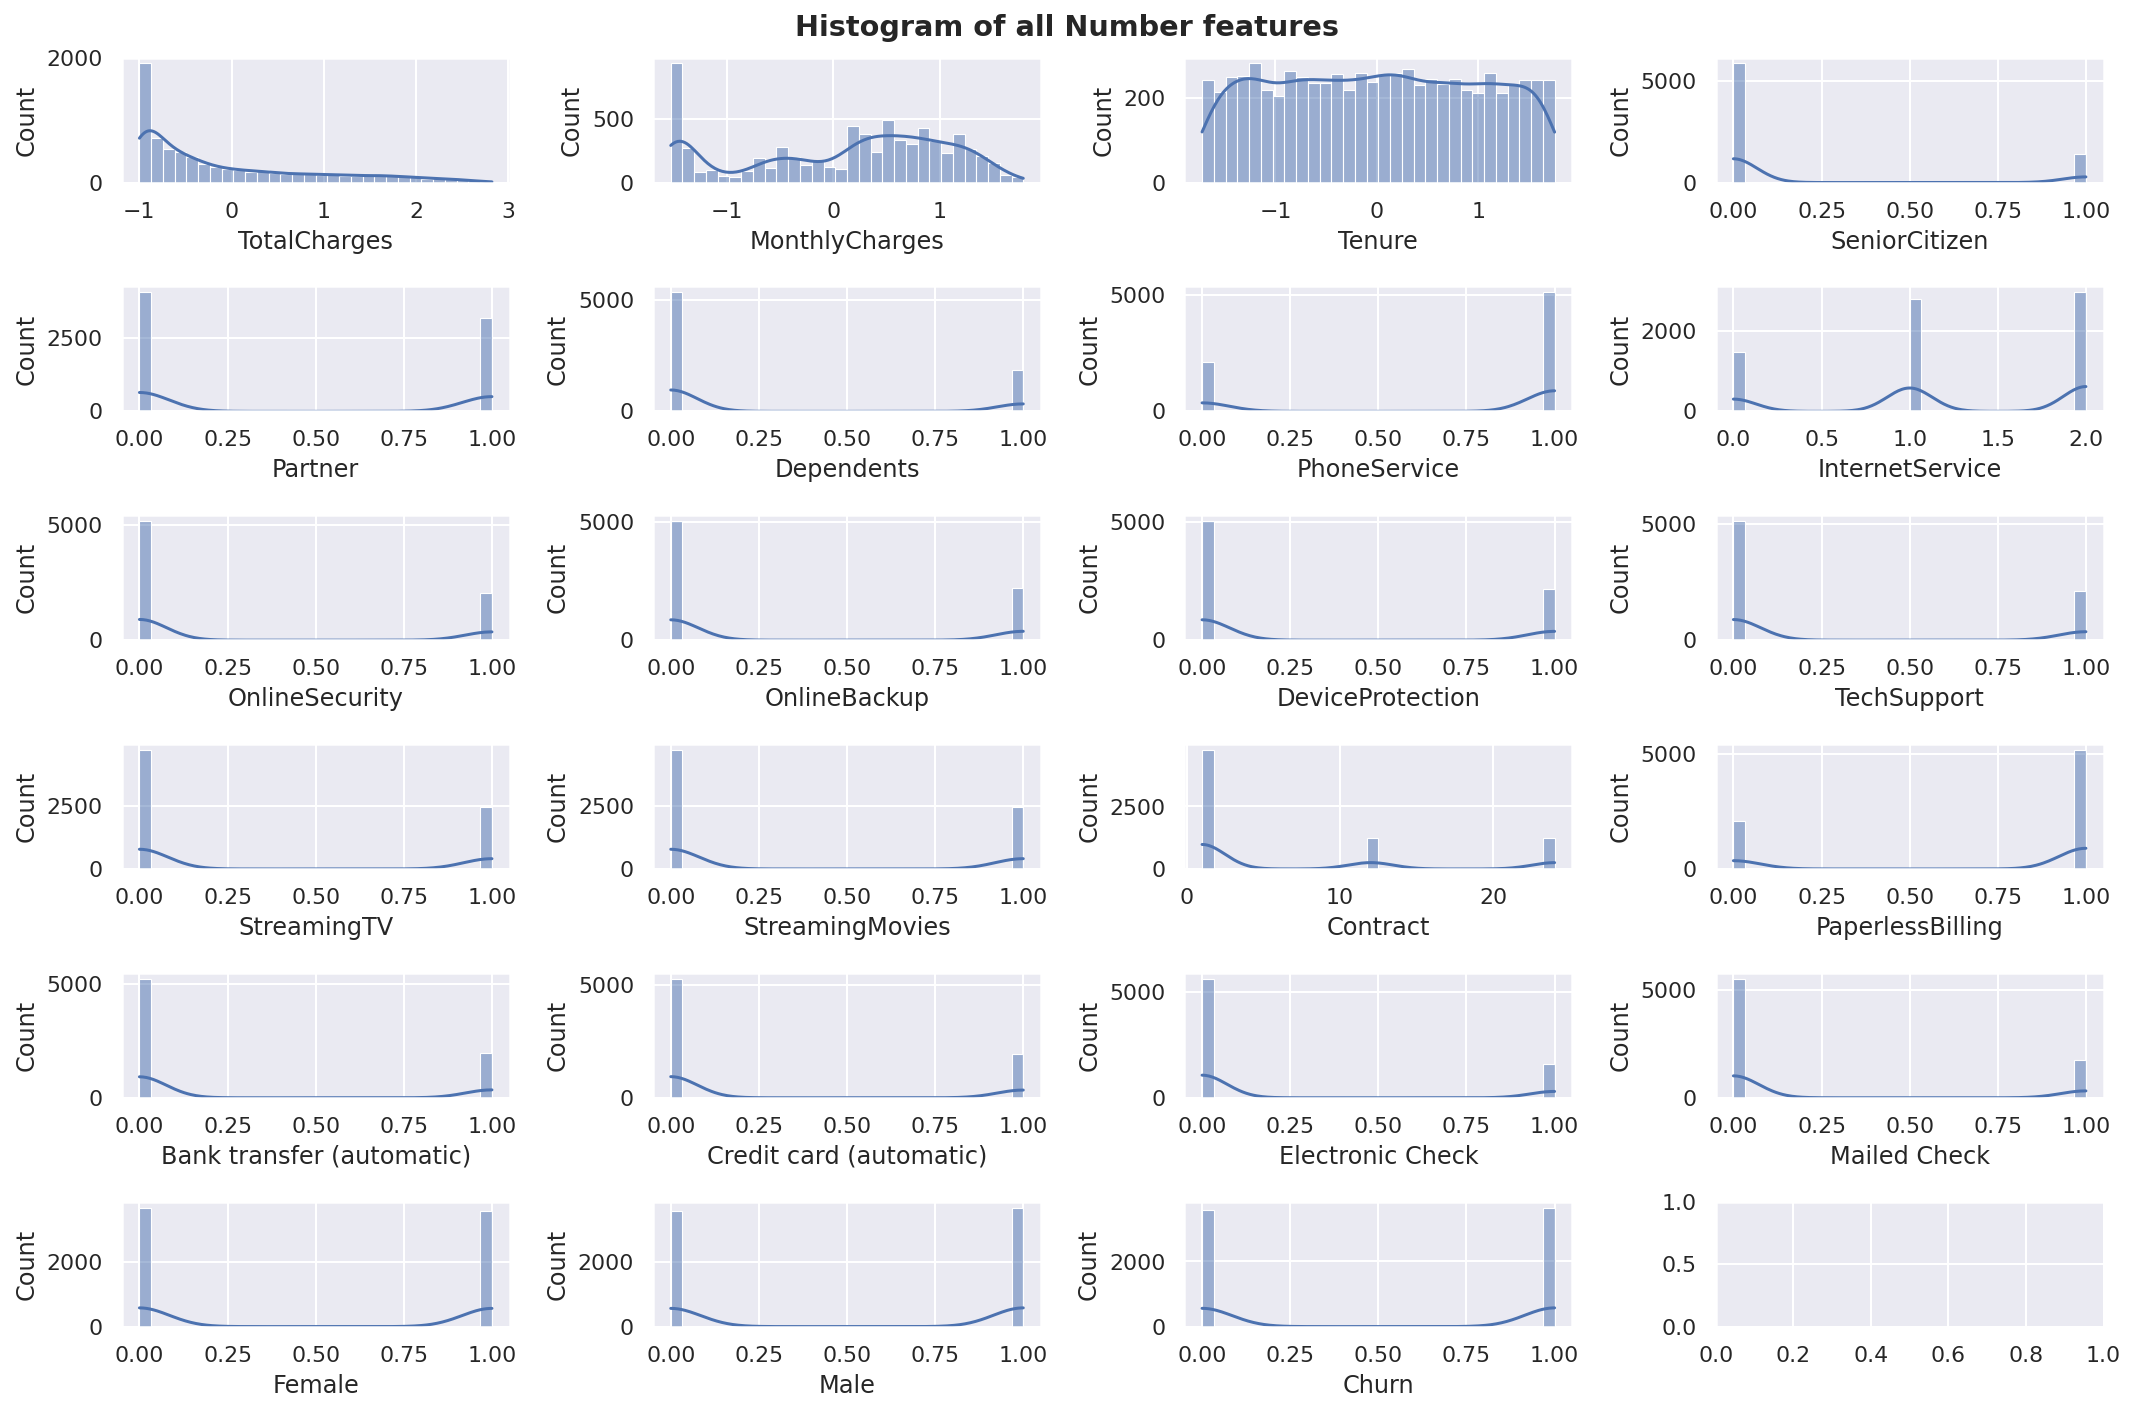 Histogram of all Number features
2000
0
Count
−1 0 1 2 3
TotalCharges
500
0
Count
−1 0 1
MonthlyCharges
200
0
Count
−1 0 1
Tenure
5000
0
Count
0.00 0.25 0.50 0.75 1.00
SeniorCitizen
2500
0
Count
0.00 0.25 0.50 0.75 1.00
Partner
5000
0
Count
0.00 0.25 0.50 0.75 1.00
Dependents
5000
0
Count
0.00 0.25 0.50 0.75 1.00
PhoneService
2000
0
Count
0.0 0.5 1.0 1.5 2.0
InternetService
5000
0
Count
0.00 0.25 0.50 0.75 1.00
OnlineSecurity
5000
0
Count
0.00 0.25 0.50 0.75 1.00
OnlineBackup
5000
0
Count
0.00 0.25 0.50 0.75 1.00
DeviceProtection
5000
0
Count
0.00 0.25 0.50 0.75 1.00
TechSupport
2500
0
Count
0.00 0.25 0.50 0.75 1.00
StreamingTV
2500
0
Count
0.00 0.25 0.50 0.75 1.00
StreamingMovies
2500
0
Count
0 10 20
Contract
5000
0
Count
0.00 0.25 0.50 0.75 1.00
PaperlessBilling
5000
0
Count
0.00 0.25 0.50 0.75 1.00
Bank transfer (automatic)
5000
0
Count
0.00 0.25 0.50 0.75 1.00
Credit card (automatic)
5000
0
Count
0.00 0.25 0.50 0.75 1.00
Electronic Check
5000
0
Count
0.00 0.25 0.50 0.75 1.00
Mailed Check
2000
0
Count
0.00 0.25 0.50 0.75 1.00
Female
2000
0
Count
0.00 0.25 0.50 0.75 1.00
Male
2000
0
Count
0.00 0.25 0.50 0.75 1.00
Churn
1.0
0.5
0.0
0.0 0.2 0.4 0.6 0.8 1.0